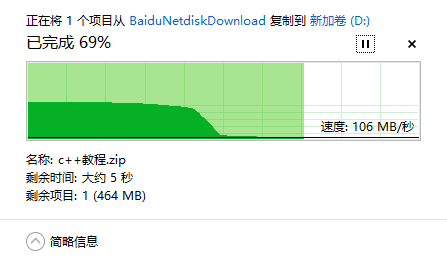 正在将 1 个项目从 BaiduNetdiskDownload 复制到 新加卷 (D:)
已完成 69%
速度: 106 MB/秒
名称: c++教程.zip
剩余时间: 大约 5 秒
剩余项目: 1 (464 MB)
简略信息